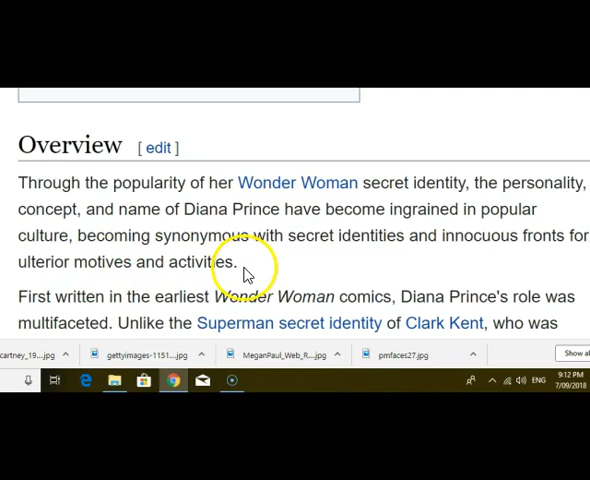 Overview [ edit ]
Through the popularity of her Wonder Woman secret identity, the personality,
concept, and name of Diana Prince have become ingrained in popular
culture, becoming synonymous with secret identities and innocuous fronts for
ulterior motives and activities.
First written in the earliest Wonder Woman comics, Diana Prince's role was
multifaceted. Unlike the Superman secret identity of Clark Kent, who was
cartney_19....jpg gettyimages-1151....jpg MeganPaul_Web_R....jpg pmfaces27.jpg Show al
ENG 9:12 PM
7/09/2018